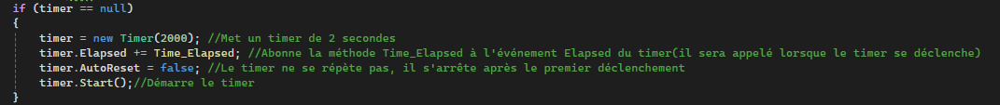 if (timer == null)
{
timer = new Timer(2000); //Met un timer de 2 secondes
timer.Elapsed += Time_Elapsed; //Abonne la méthode Time_Elapsed à l'événement Elapsed du timer(il sera appelé lorsque le timer se déclenche)
timer.AutoReset = false; //Le timer ne se répète pas, il s'arrête après le premier déclenchement
timer.Start();//Démarre le timer
}